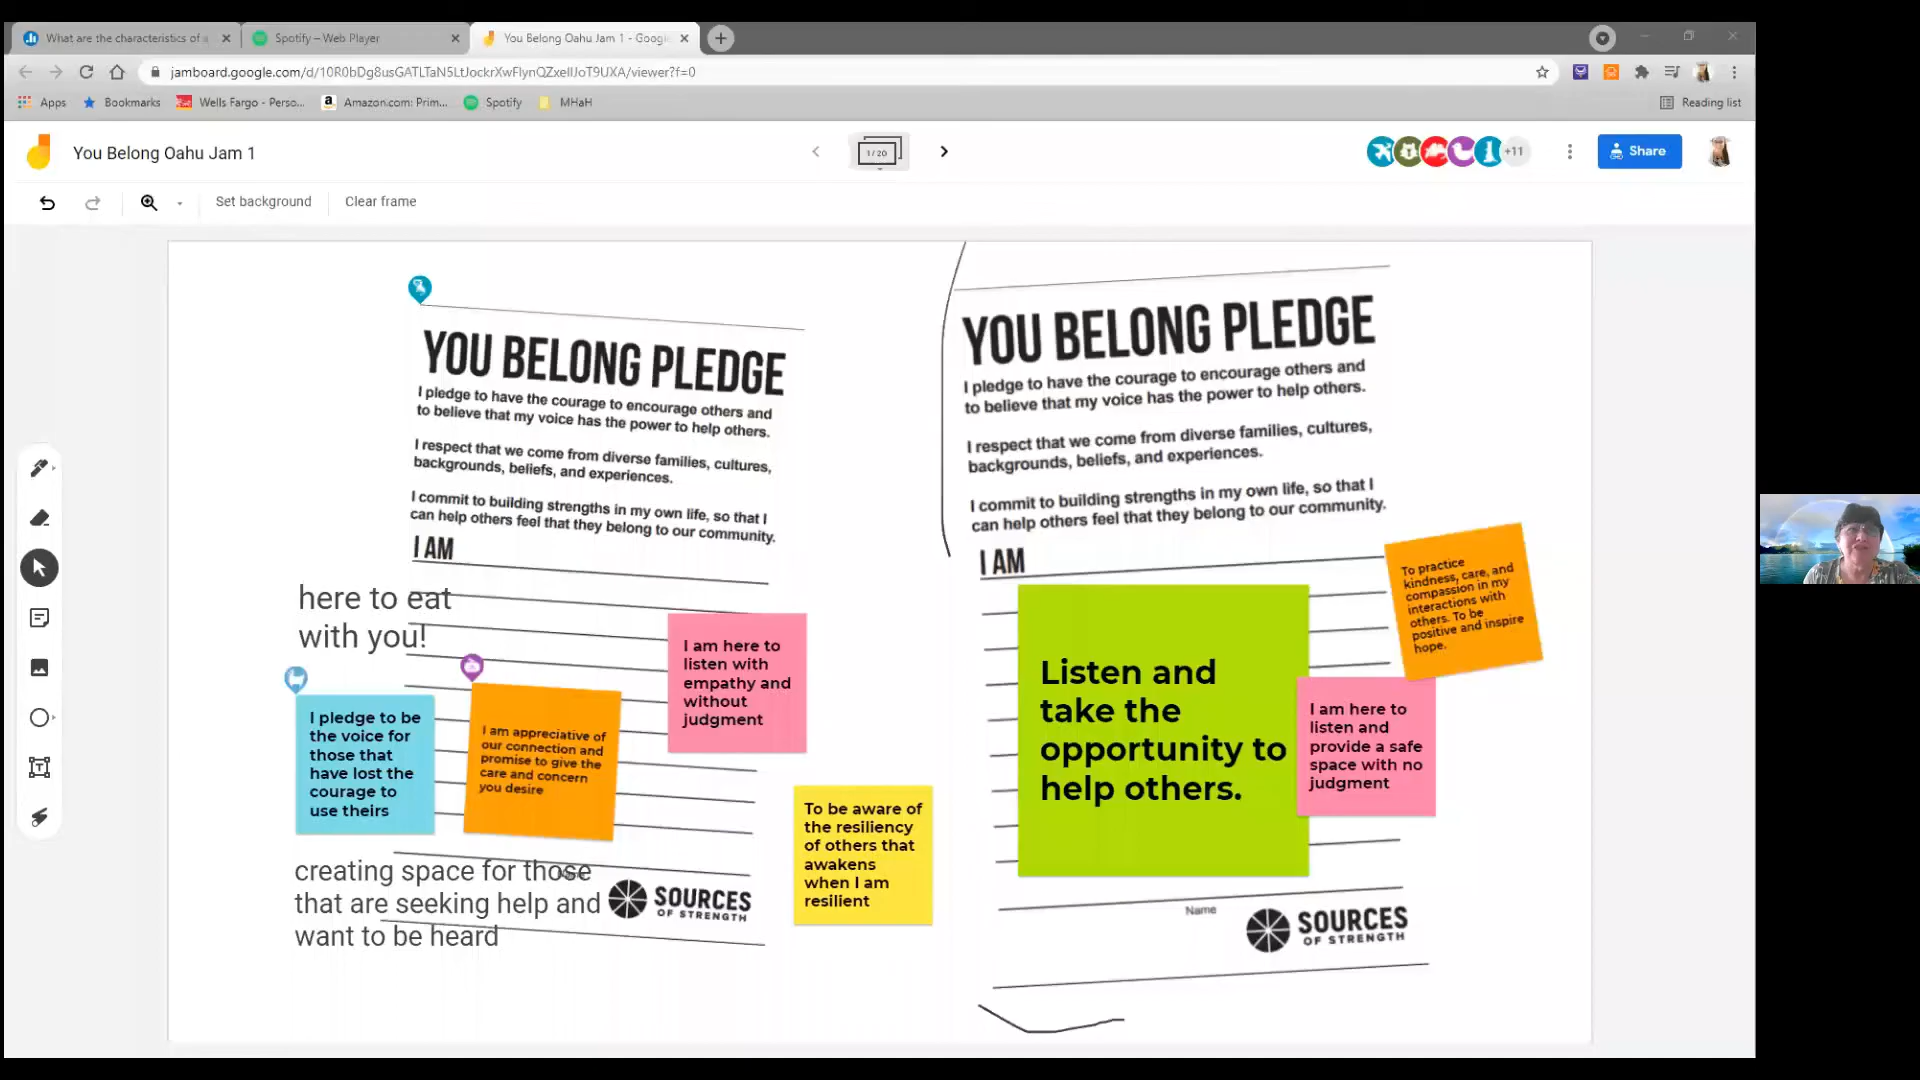 What are the characteristics of a
Spotify – Web Player
You Belong Oahu Jam 1 - Googl
jamboard.google.com/d/10R0bDg8usGATLTaN5LtJockrXwFlynQZxellJoT9UXA/viewer?f=0
Apps
Bookmarks
Wells Fargo - Perso...
Amazon.com: Prim...
Spotify
MHaH
Reading list
You Belong Oahu Jam 1
1/20
+11
Share
Set background
Clear frame
YOU BELONG PLEDGE
I pledge to have the courage to encourage others and
to believe that my voice has the power to help others.
I respect that we come from diverse families, cultures,
backgrounds, beliefs, and experiences.
I commit to building strengths in my own life, so that I
can help others feel that they belong to our community.
I AM
here to eat
with you!
I am here to
listen with
empathy and
without
judgment
I pledge to be
the voice for
those that
have lost the
courage to
use theirs
I am appreciative of
our connection and
promise to give the
care and concern
you desire
To be aware of
the resiliency
of others that
awakens
when I am
resilient
creating space for those
that are seeking help and
want to be heard
SOURCES
OF STRENGTH
YOU BELONG PLEDGE
I pledge to have the courage to encourage others and
to believe that my voice has the power to help others.
I respect that we come from diverse families, cultures,
backgrounds, beliefs, and experiences.
I commit to building strengths in my own life, so that I
can help others feel that they belong to our community.
I AM
To practice
kindness, care, and
compassion in my
interactions with
others. To be
positive and inspire
hope.
Listen and
take the
opportunity to
help others.
I am here to
listen and
provide a safe
space with no
judgment
Name
SOURCES
OF STRENGTH